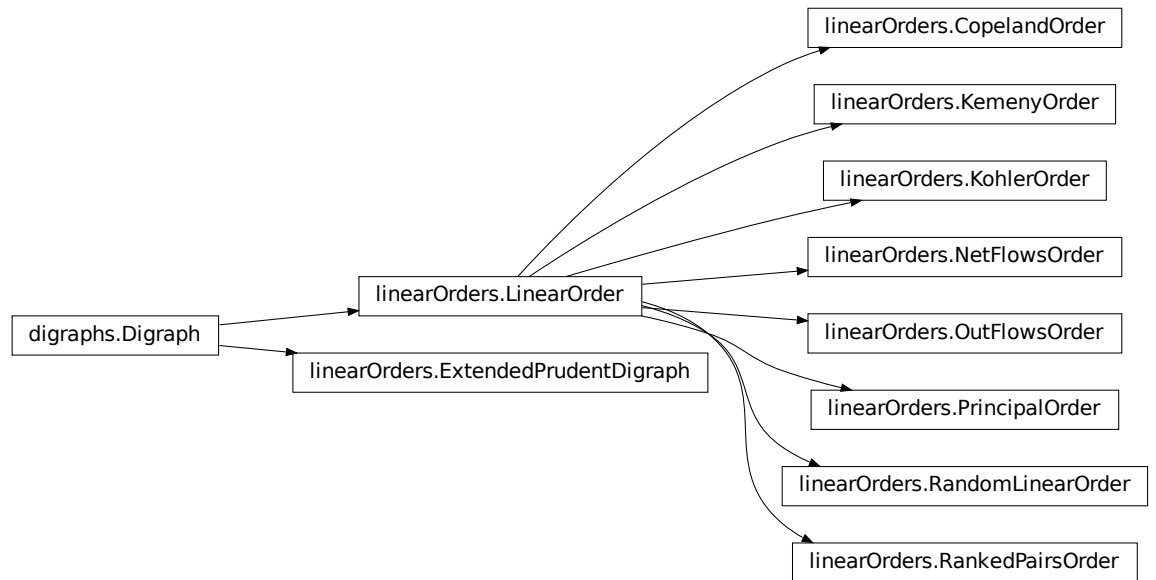 linearOrders.CopelandOrder
linearOrders.KemenyOrder
linearOrders.KohlerOrder
linearOrders.NetFlowsOrder
linearOrders.LinearOrder
digraphs.Digraph
linearOrders.OutFlowsOrder
linearOrders.ExtendedPrudentDigraph
linearOrders.PrincipalOrder
linearOrders.RandomLinearOrder
linearOrders.RankedPairsOrder